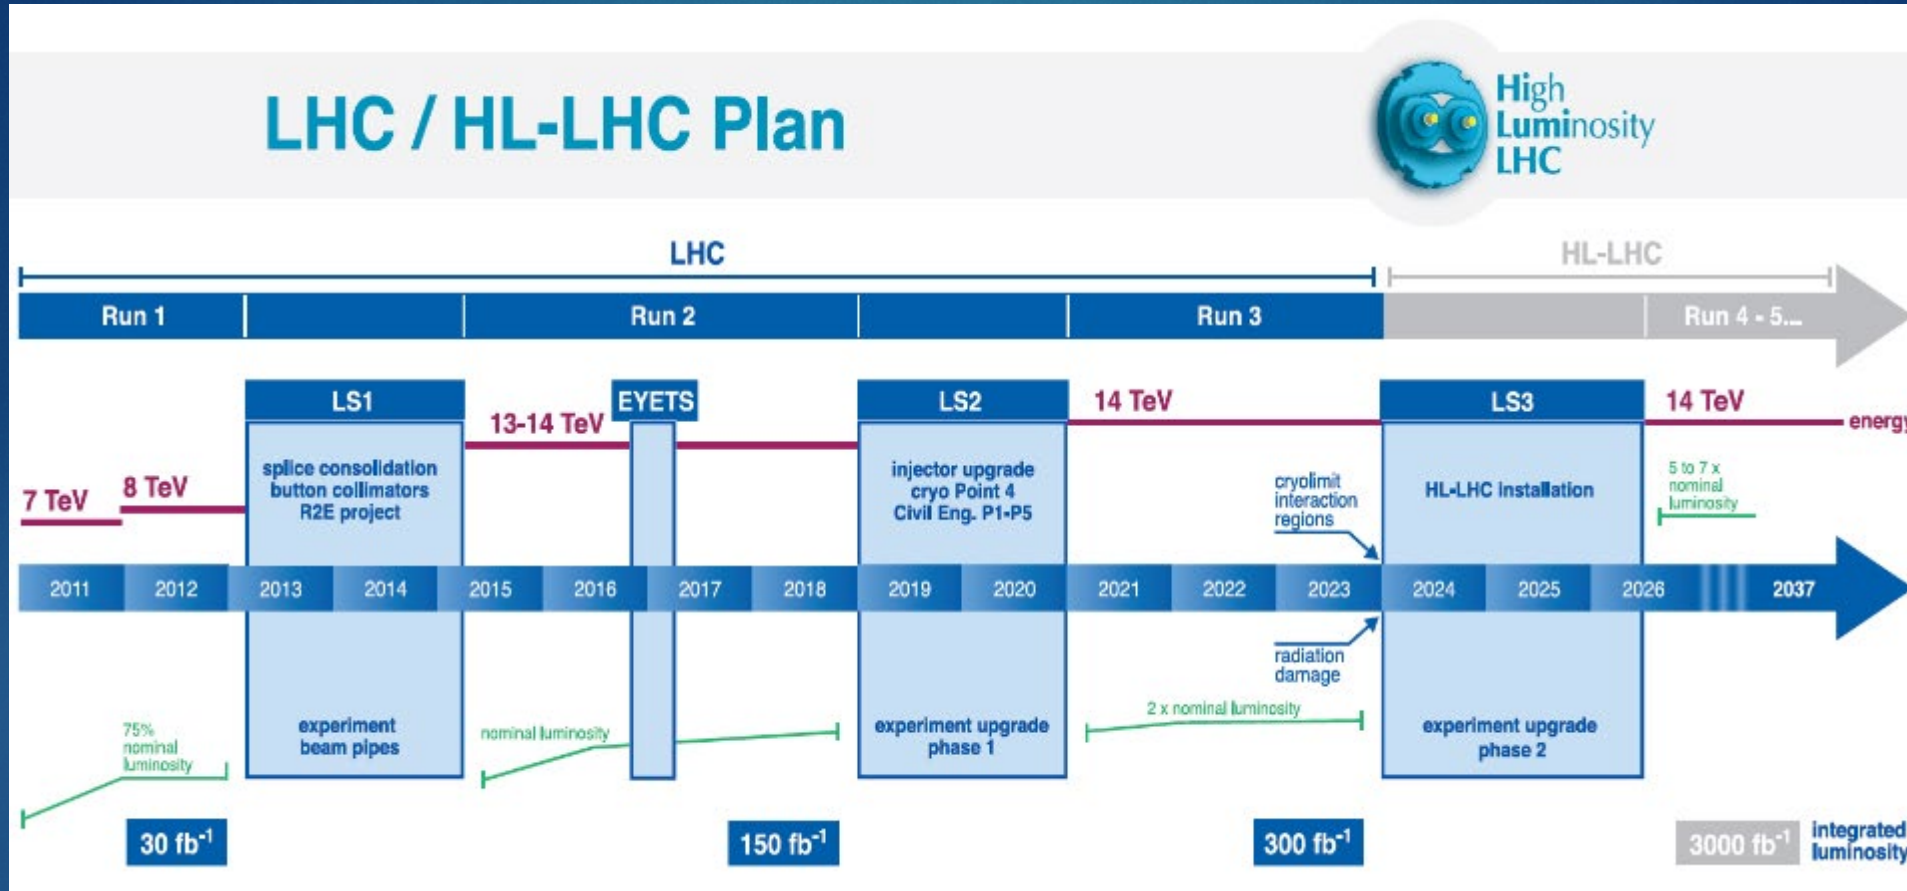 LHC / HL-LHC Plan
High
Luminosity
LHC
LHC
HL-LHC
Run 1
Run 2
Run 3
Run 4 - 5...
LS1
EYETS
LS2
LS3
7 TeV
8 TeV
13-14 TeV
14 TeV
14 TeV
energy
splice consolidation
button collimators
R2E project
injector upgrade
cryo Point 4
Civil Eng. P1-P5
cryolimit
interaction
regions
HL-LHC installation
5 to 7 x
nominal
luminosity
2011 2012 2013 2014 2015 2016 2017 2018 2019 2020 2021 2022 2023 2024 2025 2026 2037
radiation
damage
75%
nominal
luminosity
experiment
beam pipes
nominal luminosity
experiment upgrade
phase 1
2 x nominal luminosity
experiment upgrade
phase 2
30 fb⁻¹
150 fb⁻¹
300 fb⁻¹
3000 fb⁻¹
integrated
luminosity